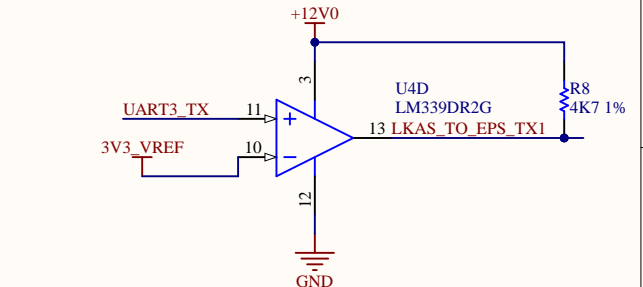 +12V0
3
U4D
LM339DR2G
R8
4K7 1%
UART3_TX
11
+
13
LKAS_TO_EPS_TX1
3V3_VREF
10
−
12
GND